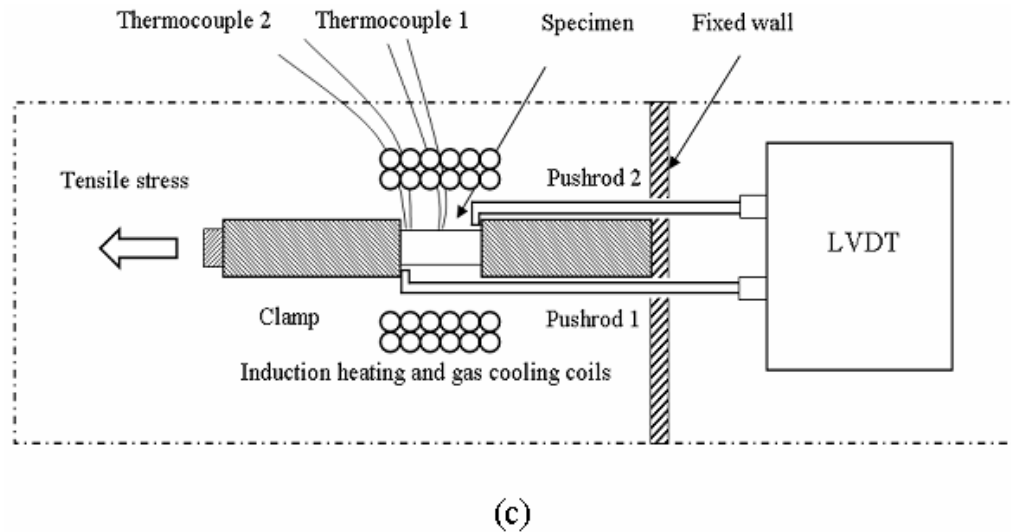 Thermocouple 2
Thermocouple 1
Specimen
Fixed wall
Tensile stress
Pushrod 2
LVDT
Clamp
Pushrod 1
Induction heating and gas cooling coils
(c)